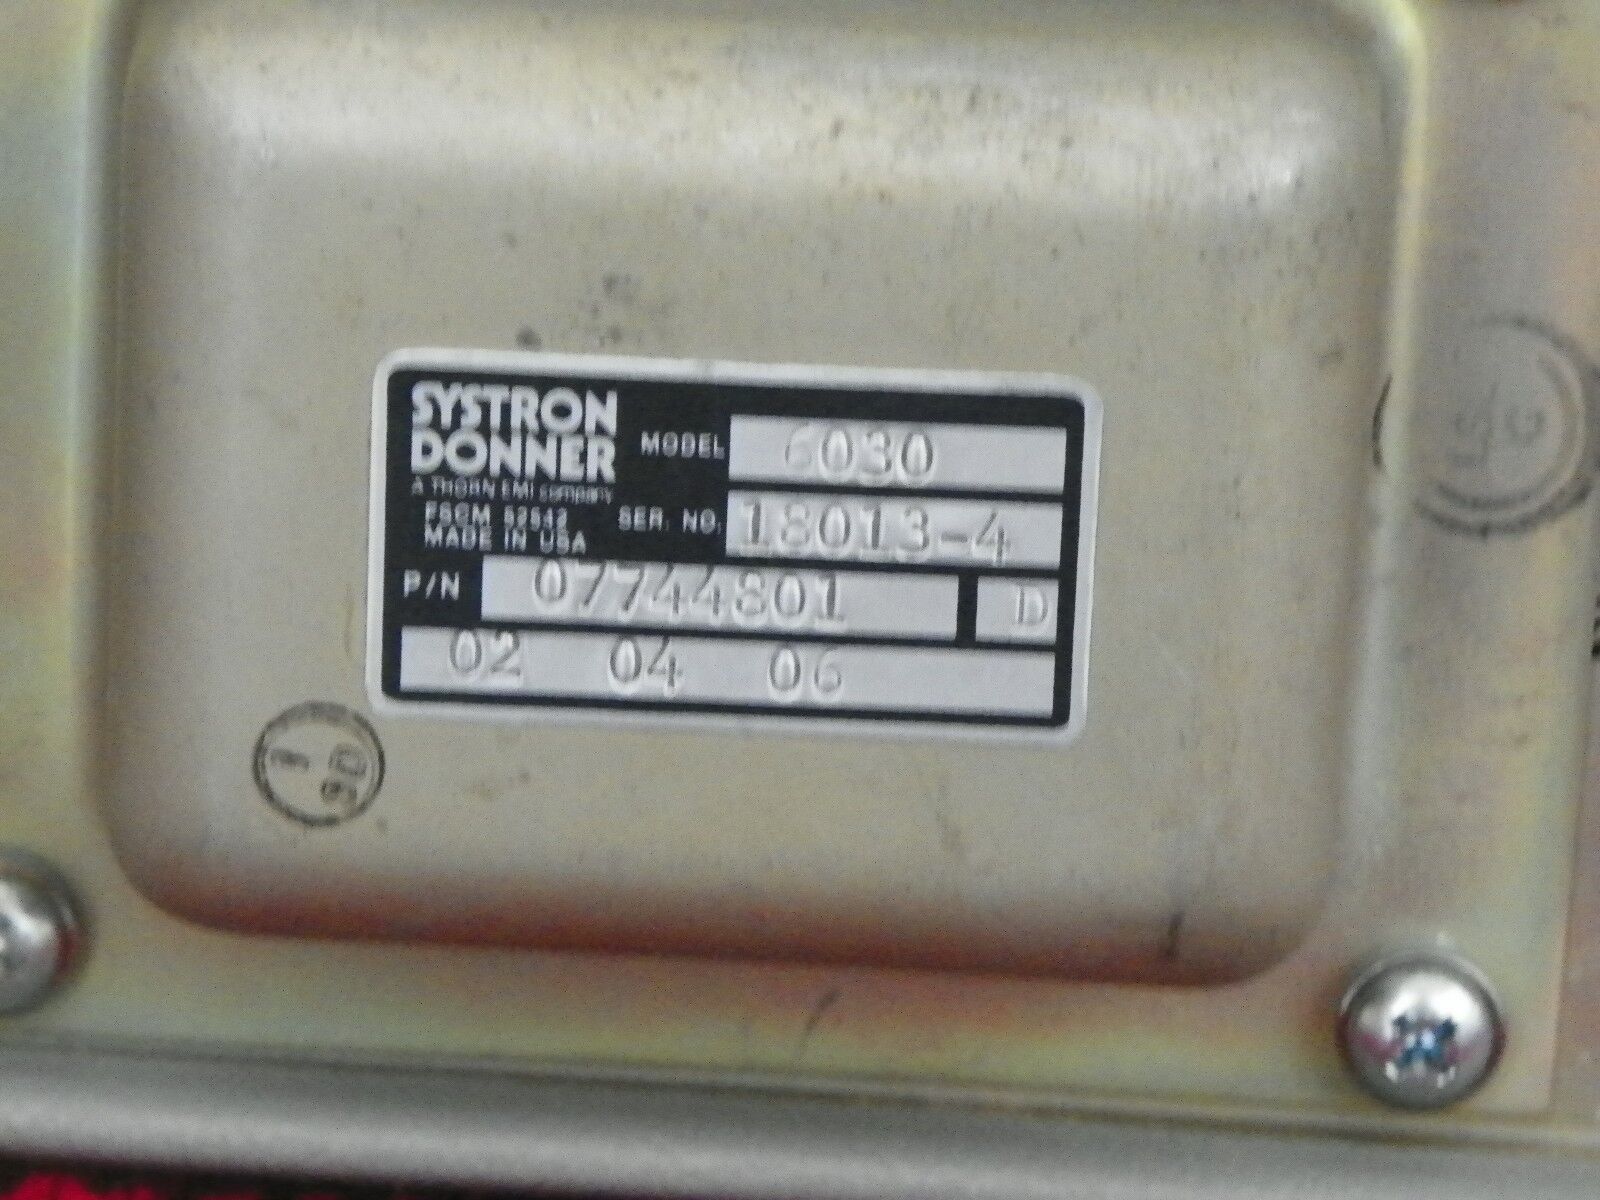 SYSTRON
DONNER
A THORN EMI company
FSCM 52542
MADE IN USA
MODEL 6030
SER. NO. 18013-4
P/N 07744801 D
02 04 06